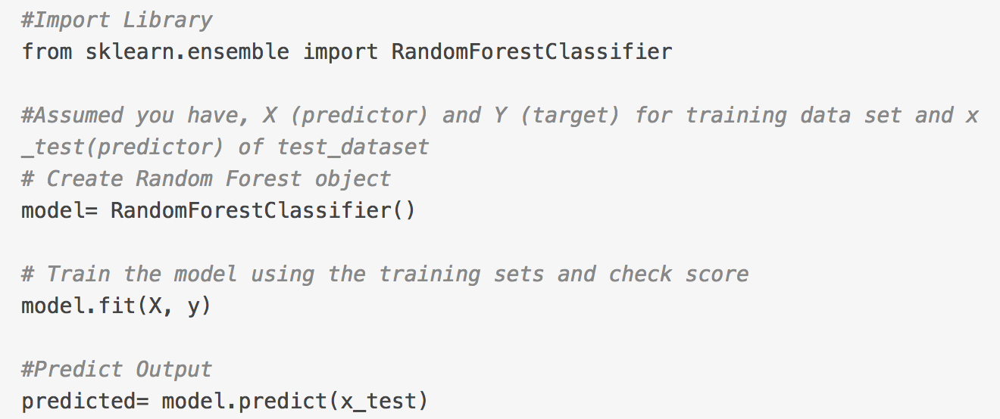 #Import Library
from sklearn.ensemble import RandomForestClassifier
#Assumed you have, X (predictor) and Y (target) for training data set and x
_test(predictor) of test_dataset
# Create Random Forest object
model= RandomForestClassifier()
# Train the model using the training sets and check score
model.fit(X, y)
#Predict Output
predicted= model.predict(x_test)